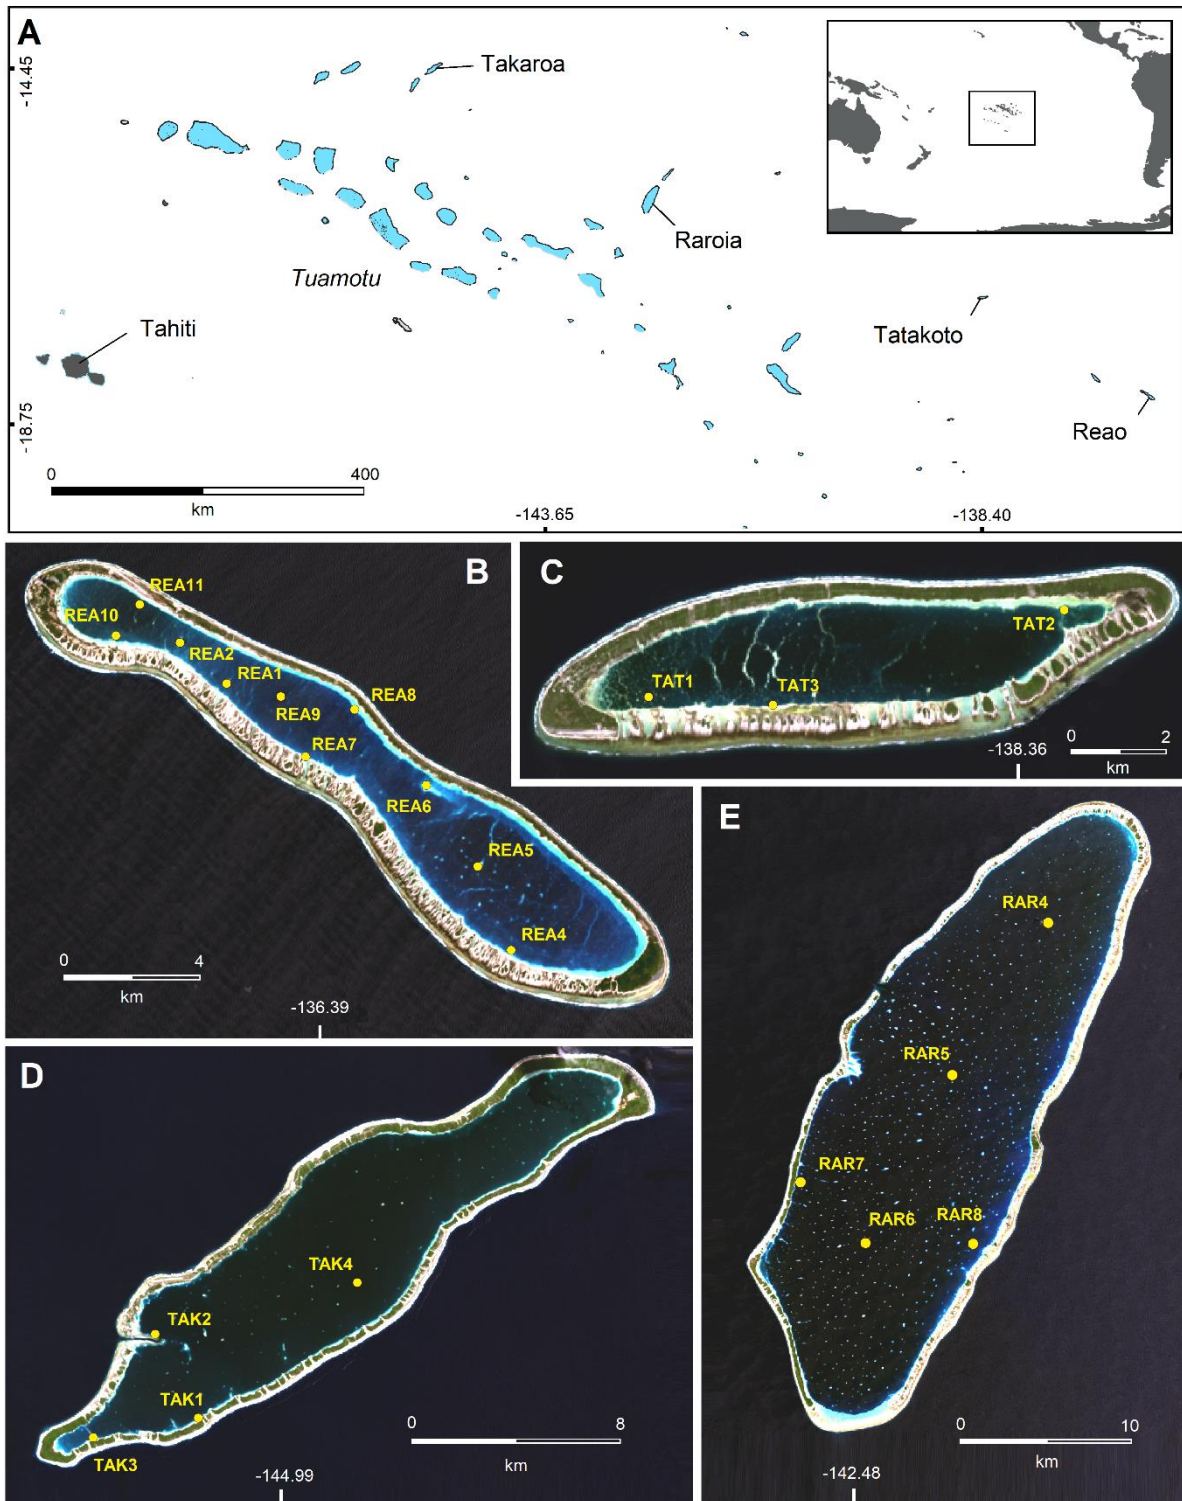 A
-14.45
Takaroa
Raroia
Tuamotu
Tahiti
Tatakoto
Reao
-18.75
0 400
km
-143.65
-138.40
B
REA11
REA10
REA2
REA1
REA9
REA8
REA7
REA6
REA5
REA4
0 4
km
-136.39
C
TAT2
TAT1
TAT3
0 2
km
-138.36
D
TAK4
TAK2
TAK1
TAK3
0 8
km
-144.99
E
RAR4
RAR5
RAR7
RAR6
RAR8
0 10
km
-142.48